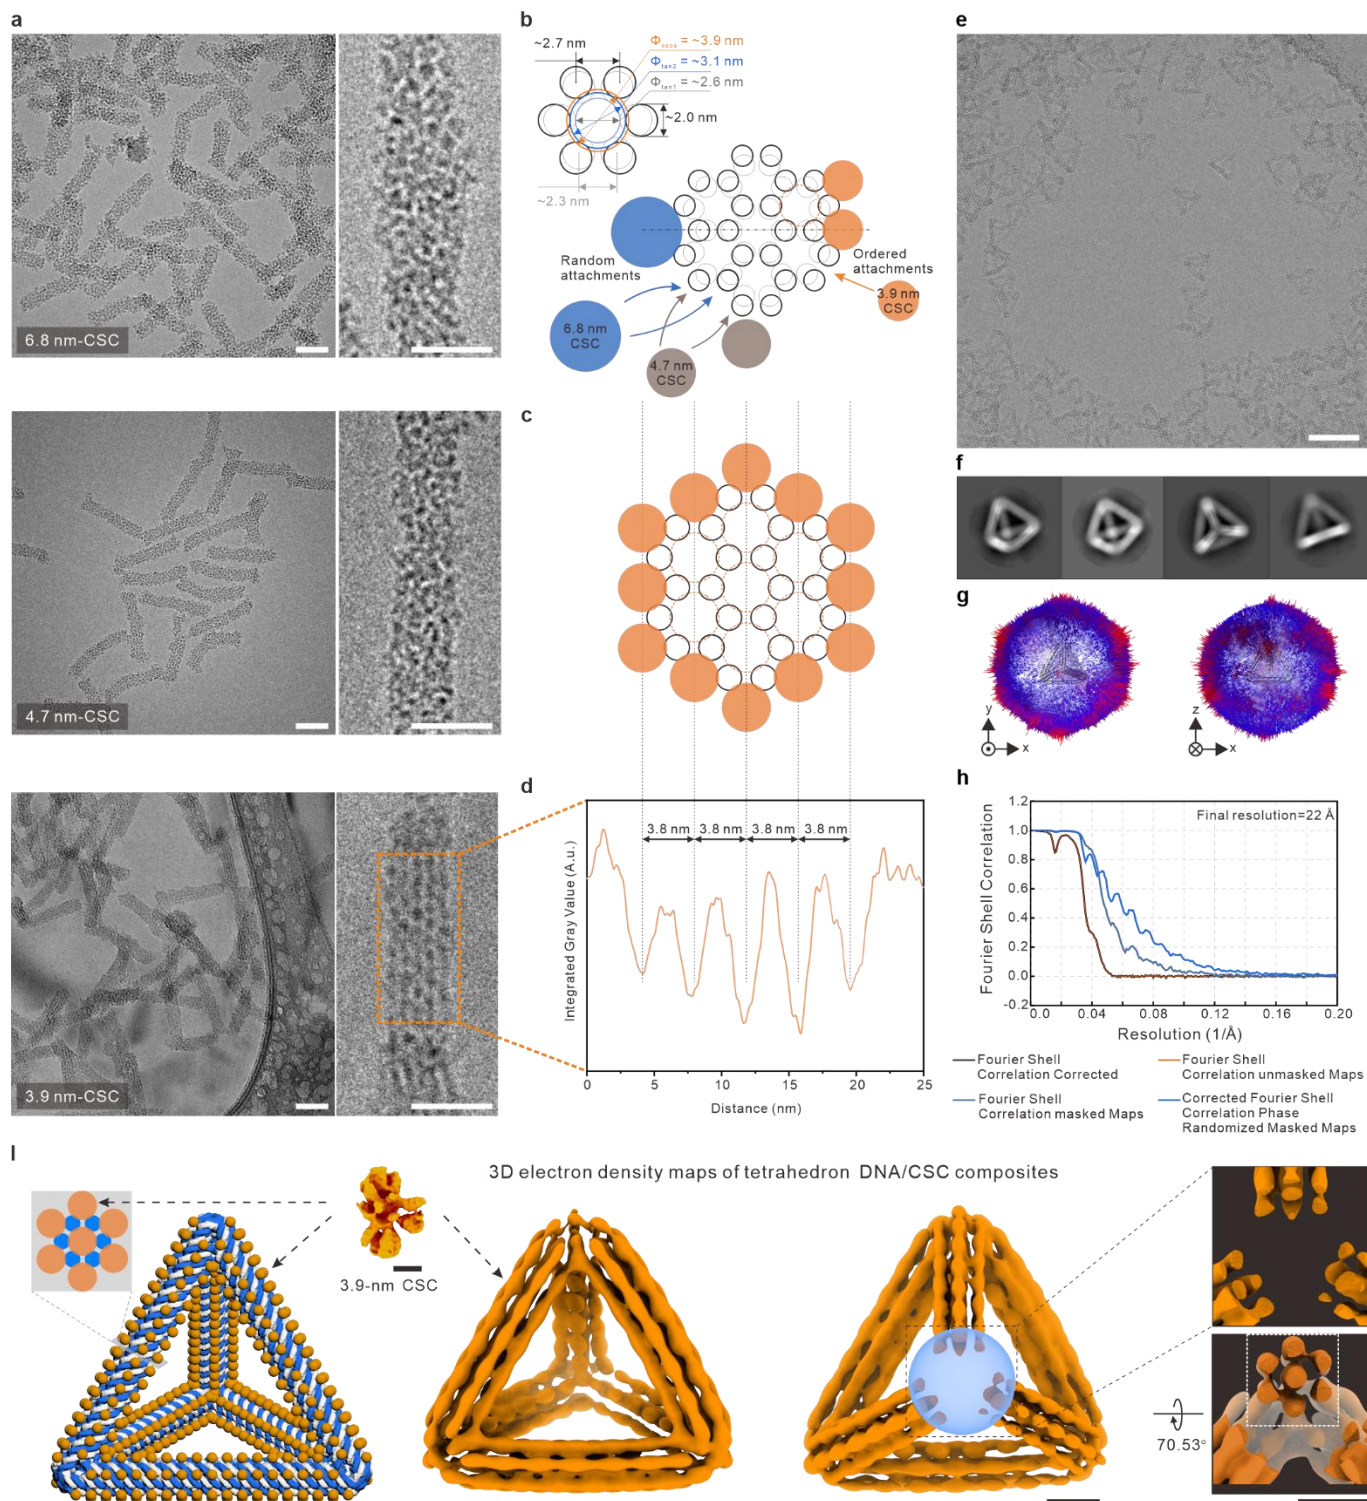 a
6.8 nm-CSC
4.7 nm-CSC
3.9 nm-CSC
b
~2.7 nm
Φcscs = ~3.9 nm
Φtan2 = ~3.1 nm
Φtan1 = ~2.6 nm
~2.0 nm
~2.3 nm
Random
attachments
Ordered
attachments
3.9 nm
CSC
6.8 nm
CSC
4.7 nm
CSC
c
d
3.8 nm 3.8 nm 3.8 nm 3.8 nm
Integrated Gray Value (A.u.)
0 5 10 15 20 25
Distance (nm)
e
f
g
y
x
z
x
h
Final resolution=22 Å
Fourier Shell Correlation
1.2
1.0
0.8
0.6
0.4
0.2
0.0
-0.2
0.0 0.04 0.08 0.12 0.16 0.20
Resolution (1/Å)
Fourier Shell
Correlation Corrected
Fourier Shell
Correlation unmasked Maps
Fourier Shell
Correlation masked Maps
Corrected Fourier Shell
Correlation Phase
Randomized Masked Maps
I
3D electron density maps of tetrahedron DNA/CSC composites
3.9-nm CSC
70.53°